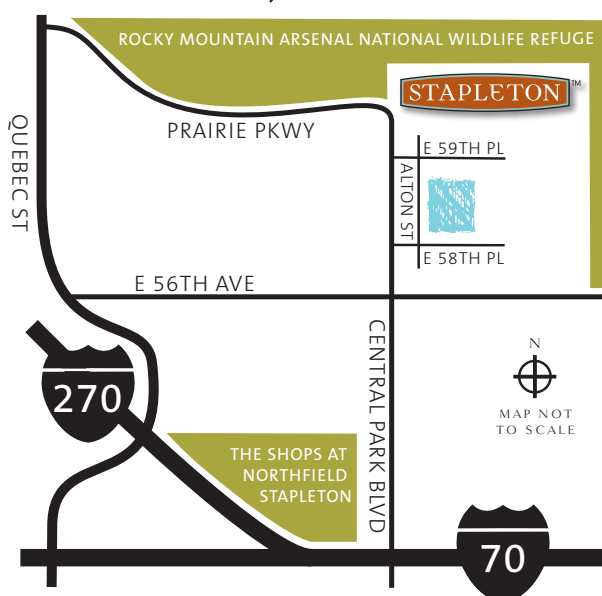 ROCKY MOUNTAIN ARSENAL NATIONAL WILDLIFE REFUGE
STAPLETON™
PRAIRIE PKWY
QUEBEC ST
E 59TH PL
ALTON ST
E 58TH PL
E 56TH AVE
CENTRAL PARK BLVD
N
MAP NOT
TO SCALE
270
THE SHOPS AT
NORTHFIELD
STAPLETON
70